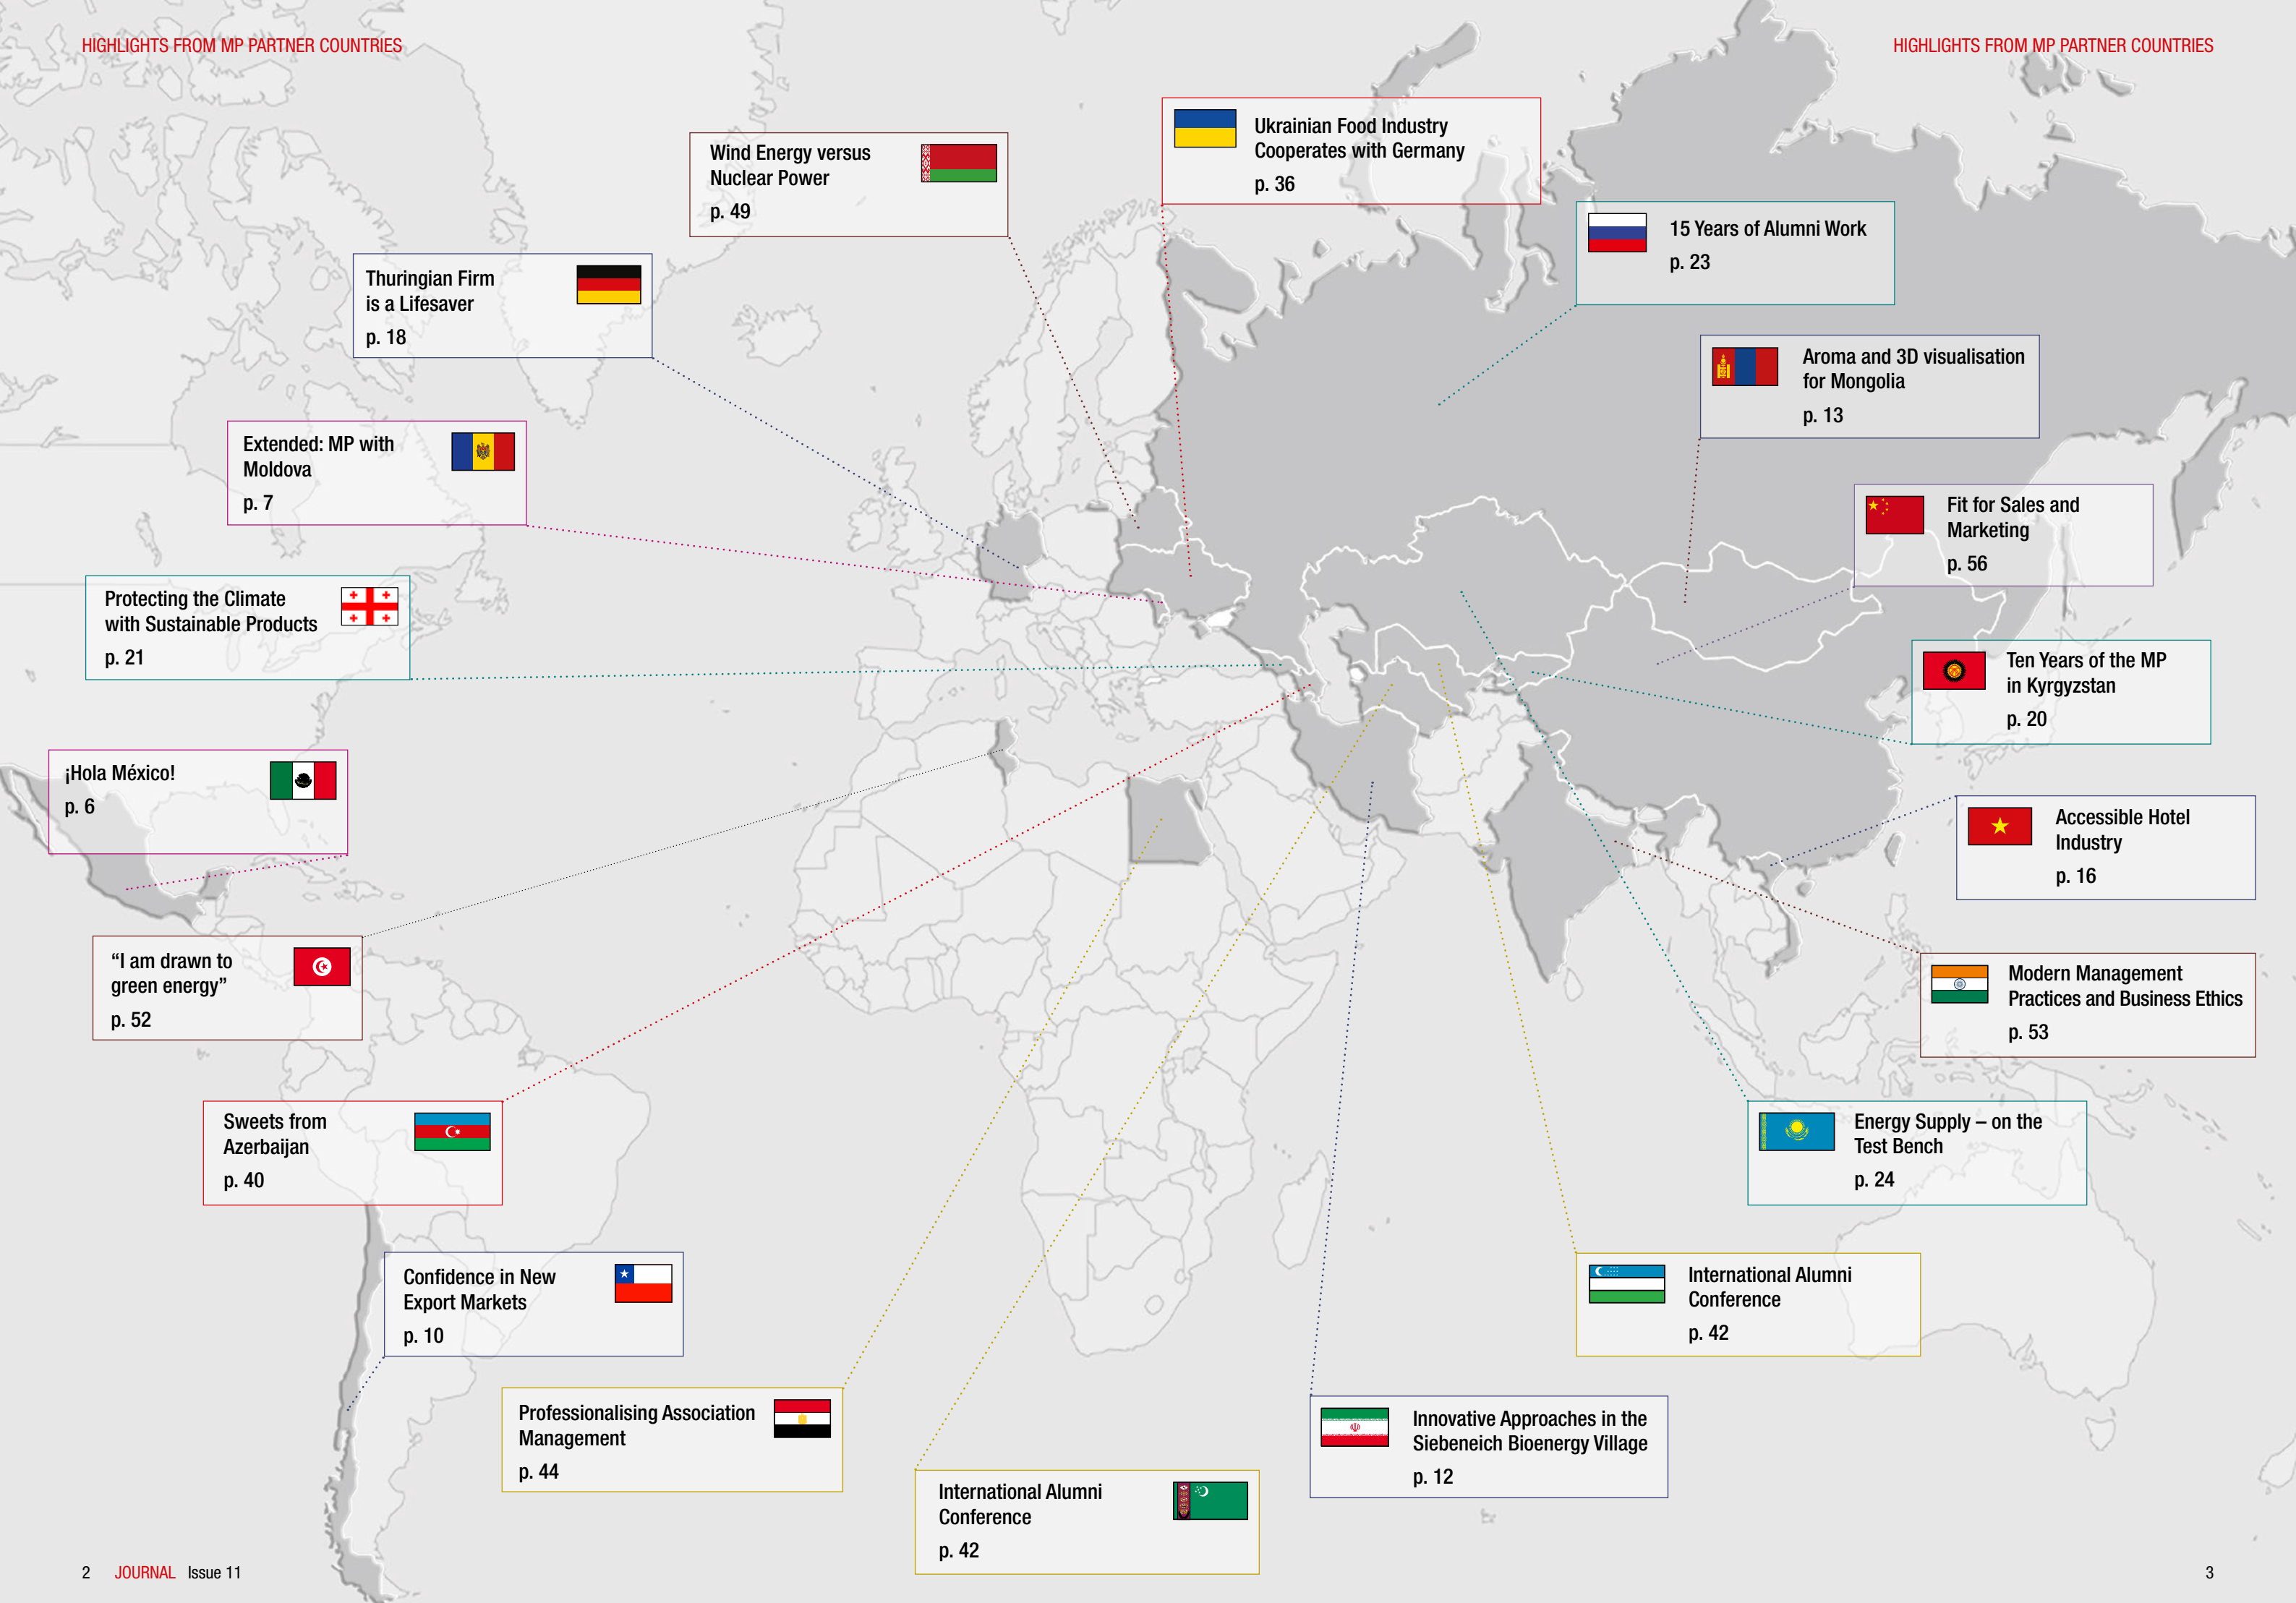 HIGHLIGHTS FROM MP PARTNER COUNTRIES
HIGHLIGHTS FROM MP PARTNER COUNTRIES
Ukrainian Food Industry
Cooperates with Germany
p. 36
Wind Energy versus
Nuclear Power
p. 49
15 Years of Alumni Work
p. 23
Thuringian Firm
is a Lifesaver
p. 18
Aroma and 3D visualisation
for Mongolia
p. 13
Extended: MP with
Moldova
p. 7
Fit for Sales and
Marketing
p. 56
Protecting the Climate
with Sustainable Products
p. 21
Ten Years of the MP
in Kyrgyzstan
p. 20
¡Hola México!
p. 6
Accessible Hotel
Industry
p. 16
“I am drawn to
green energy”
p. 52
Modern Management
Practices and Business Ethics
p. 53
Sweets from
Azerbaijan
p. 40
Energy Supply – on the
Test Bench
p. 24
Confidence in New
Export Markets
p. 10
International Alumni
Conference
p. 42
Professionalising Association
Management
p. 44
Innovative Approaches in the
Siebeneich Bioenergy Village
p. 12
International Alumni
Conference
p. 42
2 JOURNAL Issue 11
3